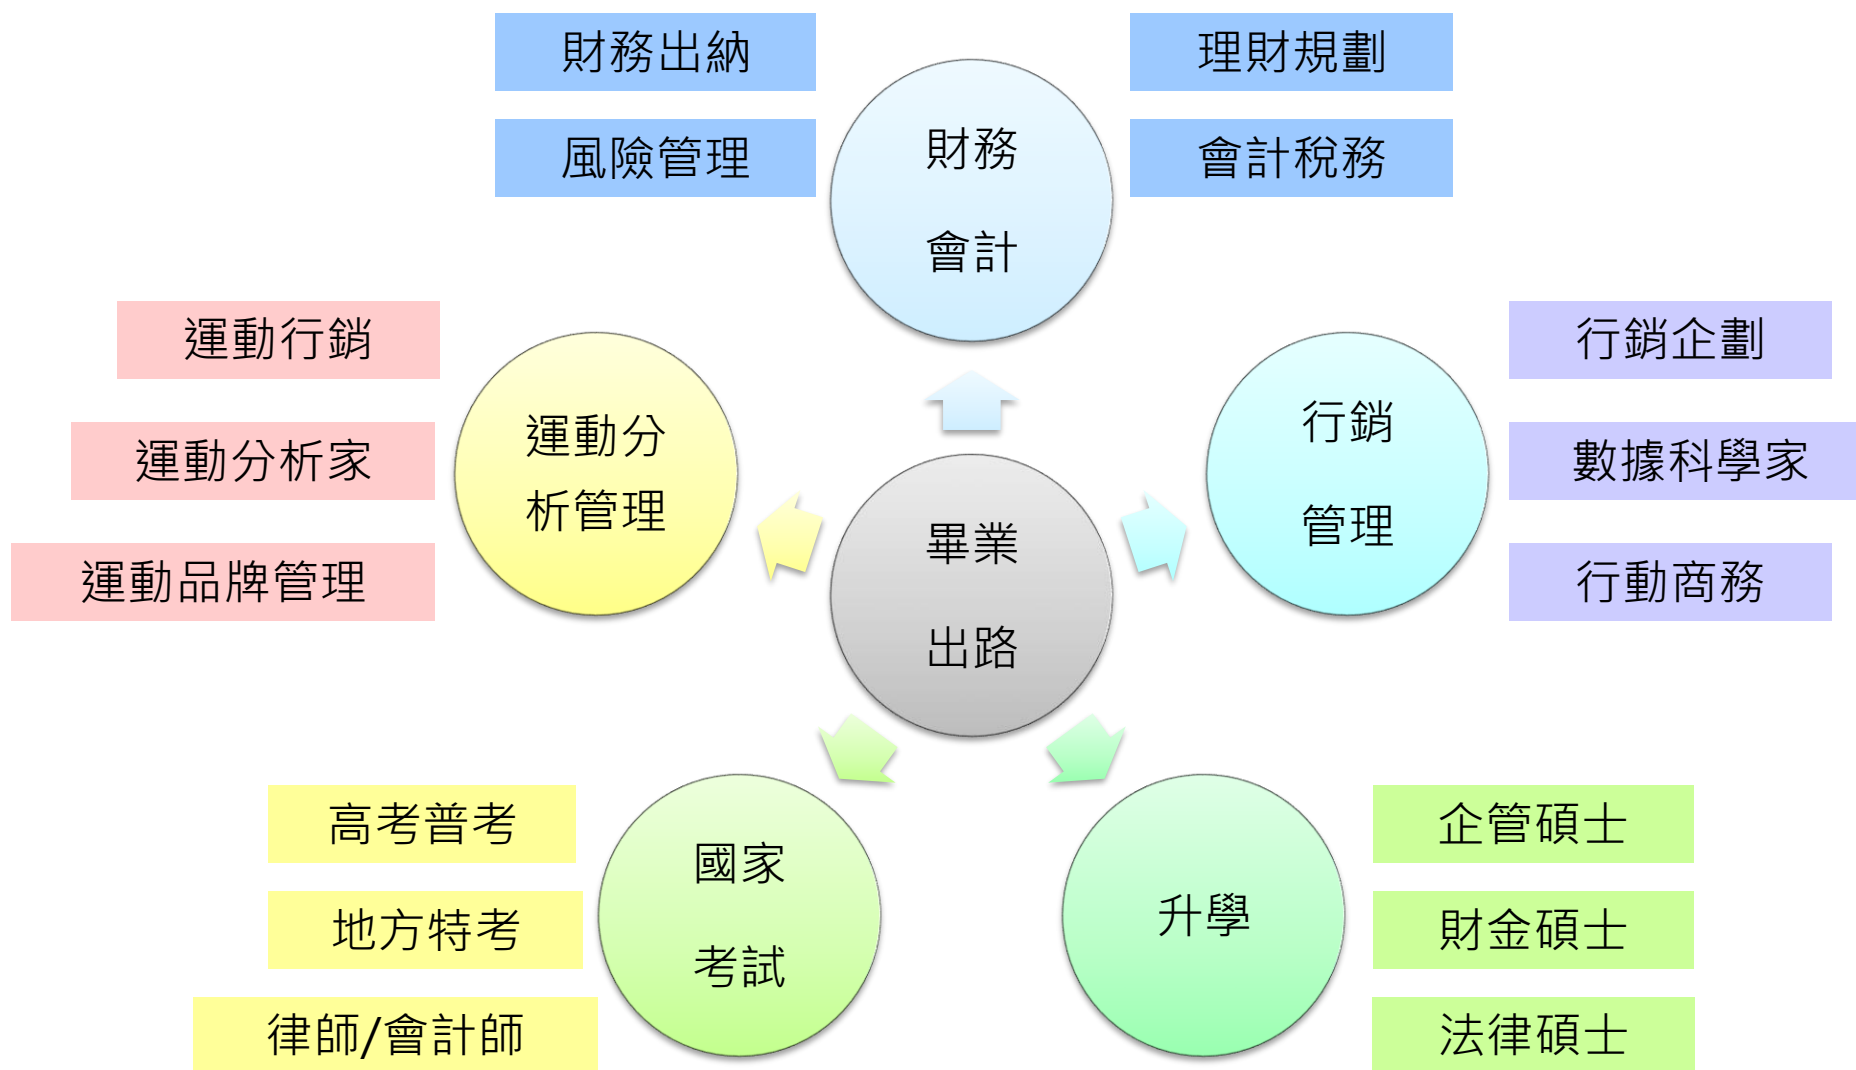 財務出納
理財規劃
風險管理
會計稅務
財務
會計
運動行銷
運動分析家
運動品牌管理
運動分
析管理
行銷
管理
行銷企劃
數據科學家
行動商務
畢業
出路
高考普考
地方特考
律師/會計師
國家
考試
升學
企管碩士
財金碩士
法律碩士